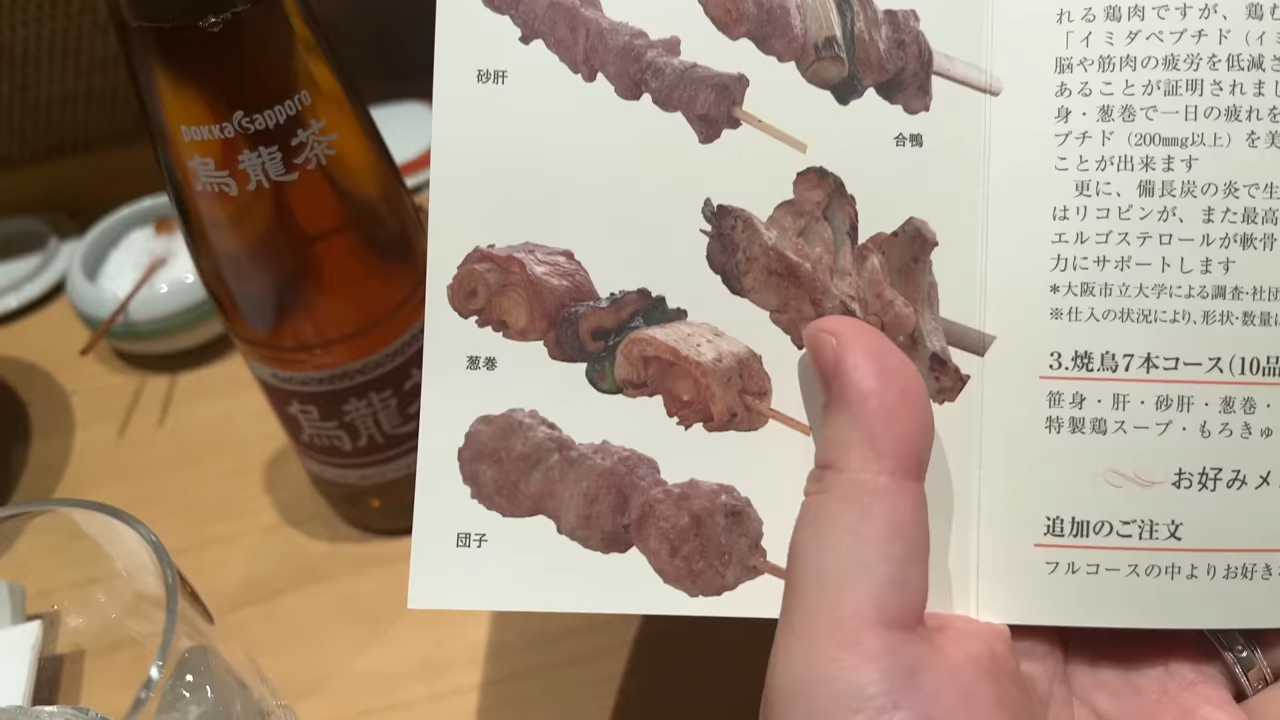 pokka sapporo
烏龍茶
烏龍茶
砂肝
合鴨
葱巻
団子
れる鶏肉ですが、鶏む
「イミダペプチド（イミ
脳や筋肉の疲労を低減さ
あることが証明されまし
身・葱巻で一日の疲れを
プチド（200mmg以上）を美
ことが出来ます
更に、備長炭の炎で生
はリコピンが、また最高
エルゴステロールが軟骨
力にサポートします
*大阪市立大学による調査・社団
※仕入の状況により、形状・数量に
3.焼鳥7本コース(10品
笹身・肝・砂肝・葱巻・
特製鶏スープ・もろきゅ
お好みメ
追加のご注文
フルコースの中よりお好き